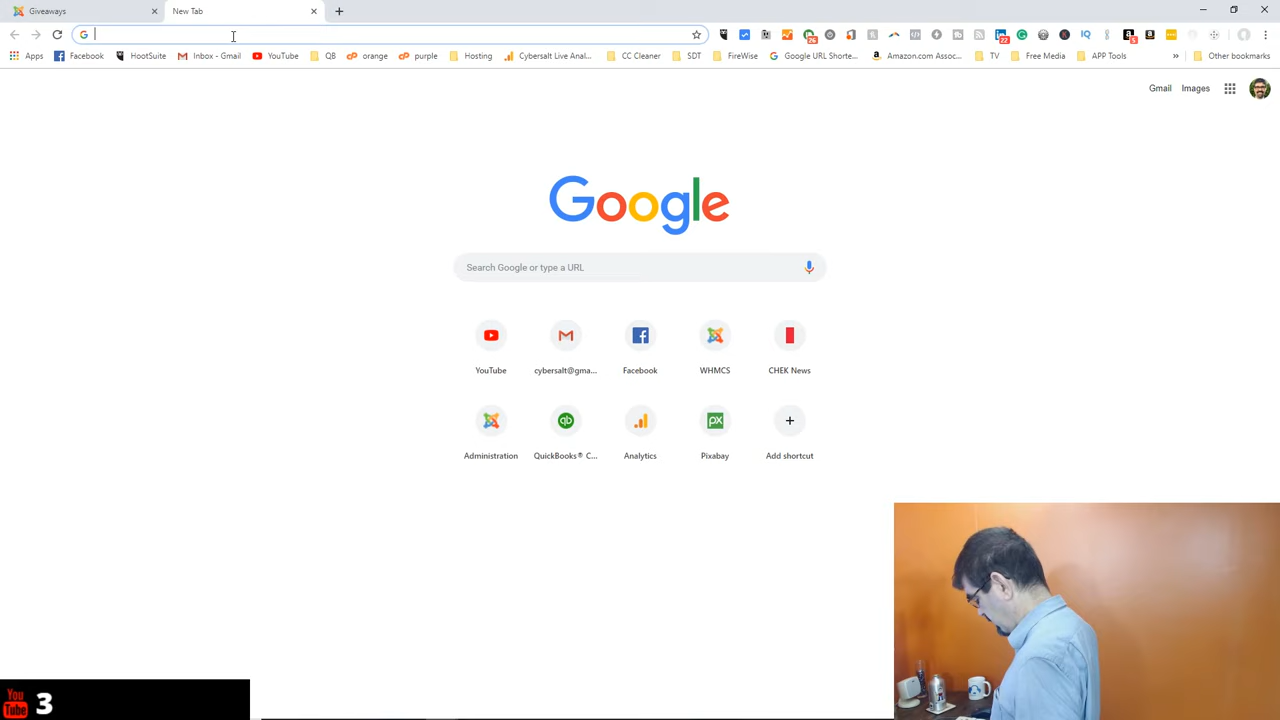 Giveaways
New Tab
Apps Facebook HootSuite Inbox - Gmail YouTube QB orange purple Hosting Cybersalt Live Anal... CC Cleaner SDT FireWise Google URL Shorte... Amazon.com Assoc... TV Free Media APP Tools » Other bookmarks
Gmail Images
Google
Search Google or type a URL
YouTube cybersalt@gma... Facebook WHMCS CHEK News
Administration QuickBooks® C... Analytics Pixabay Add shortcut
You Tube 3